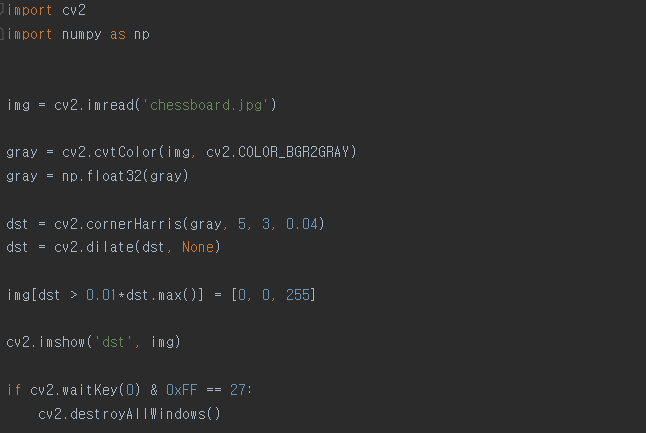 import cv2
import numpy as np
img = cv2.imread('chessboard.jpg')
gray = cv2.cvtColor(img, cv2.COLOR_BGR2GRAY)
gray = np.float32(gray)
dst = cv2.cornerHarris(gray, 5, 3, 0.04)
dst = cv2.dilate(dst, None)
img[dst > 0.01*dst.max()] = [0, 0, 255]
cv2.imshow('dst', img)
if cv2.waitKey(0) & 0xFF == 27:
    cv2.destroyAllWindows()